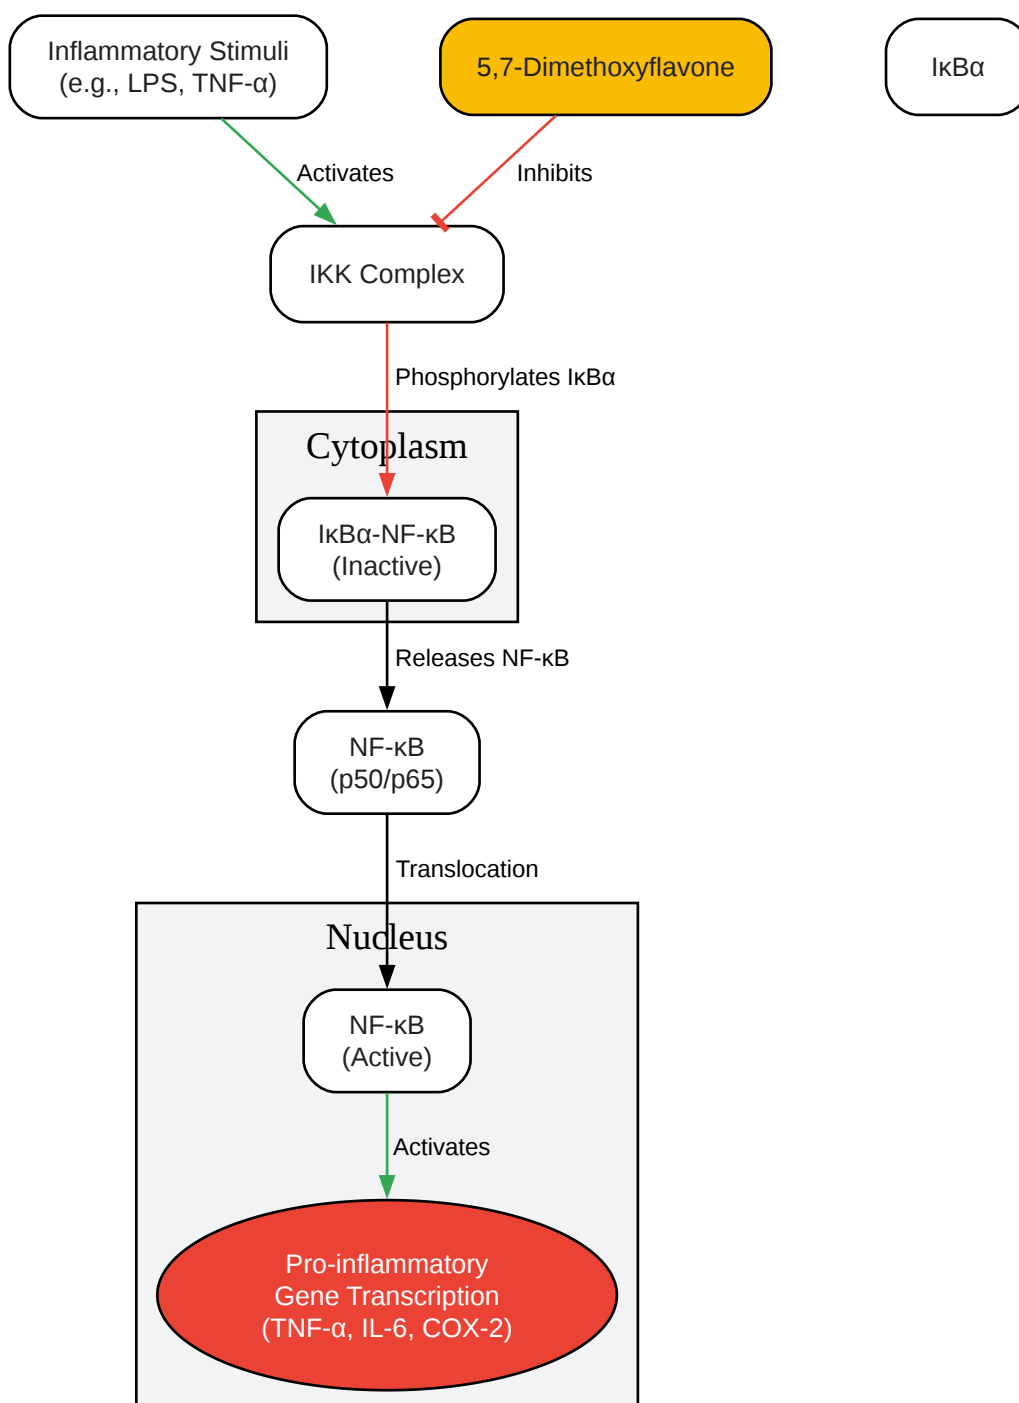 Inflammatory Stimuli
(e.g., LPS, TNF-α)
5,7-Dimethoxyflavone
IκBα
Activates
Inhibits
IKK Complex
Phosphorylates IκBα
Cytoplasm
IκBα-NF-κB
(Inactive)
Releases NF-κB
NF-κB
(p50/p65)
Translocation
Nucleus
NF-κB
(Active)
Activates
Pro-inflammatory
Gene Transcription
(TNF-α, IL-6, COX-2)